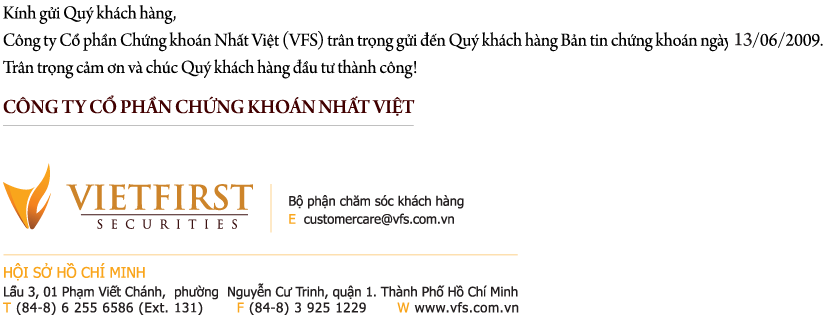 Kính gửi Quý khách hàng,
Công ty Cổ phần Chứng khoán Nhất Việt (VFS) trân trọng gửi đến Quý khách hàng Bản tin chứng khoán ngày 13/06/2009.
Trân trọng cảm ơn và chúc Quý khách hàng đầu tư thành công!
CÔNG TY CỔ PHẦN CHỨNG KHOÁN NHẤT VIỆT
VIETFIRST
SECURITIES
Bộ phận chăm sóc khách hàng
E customercare@vfs.com.vn
HỘI SỞ HỒ CHÍ MINH
Lầu 3, 01 Phạm Viết Chánh, phường Nguyễn Cư Trinh, quận 1. Thành Phố Hồ Chí Minh
T (84-8) 6 255 6586 (Ext. 131) F (84-8) 3 925 1229 W www.vfs.com.vn